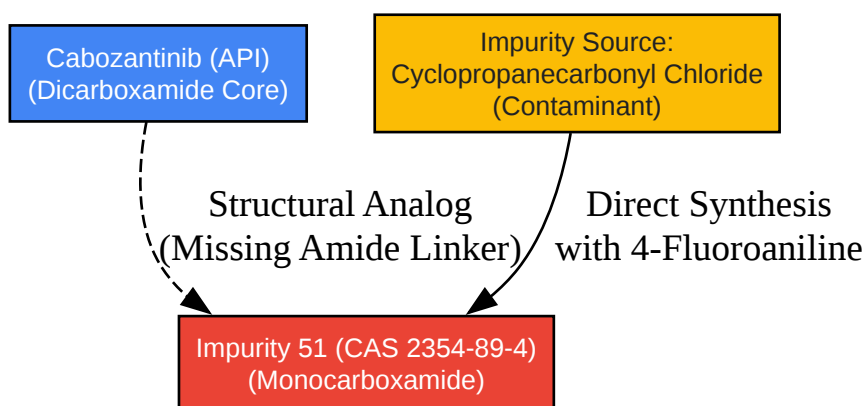 Cabozantinib (API)
(Dicarboxamide Core)
Impurity Source:
Cyclopropanecarbonyl Chloride
(Contaminant)
Structural Analog
(Missing Amide Linker)
Direct Synthesis
with 4-Fluoroaniline
Impurity 51 (CAS 2354-89-4)
(Monocarboxamide)